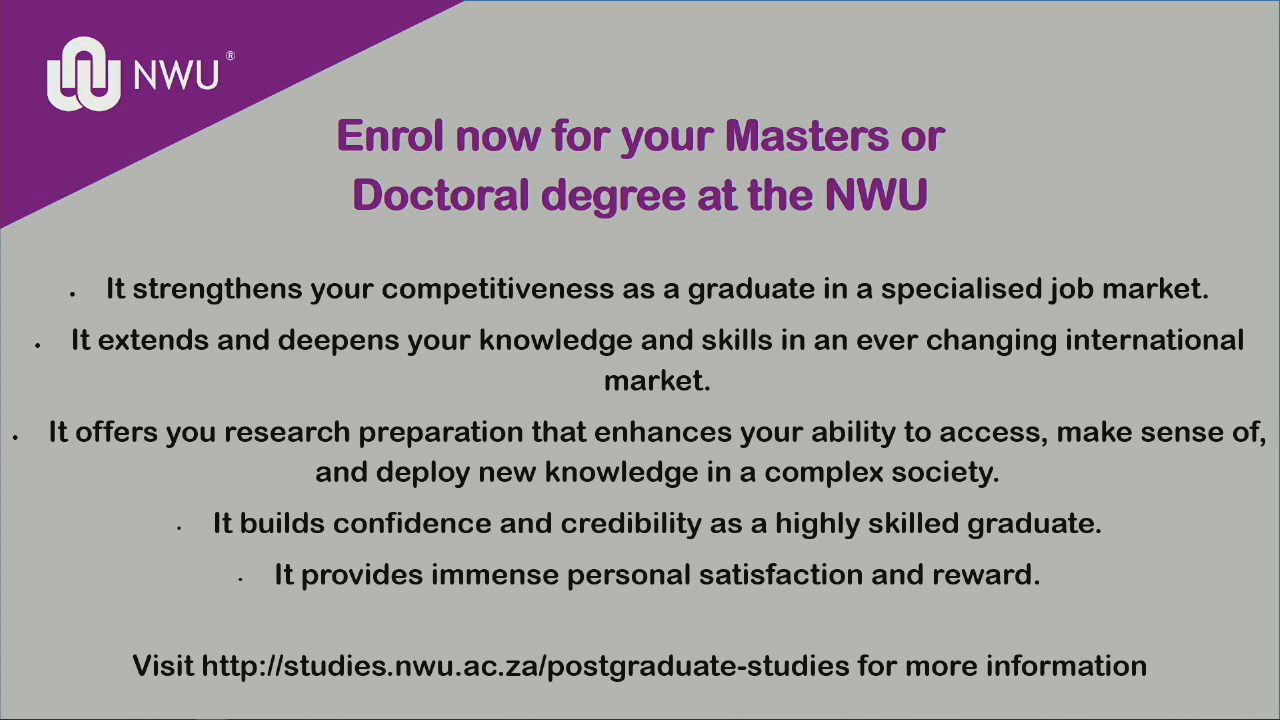 NWU®
Enrol now for your Masters or
Doctoral degree at the NWU
• It strengthens your competitiveness as a graduate in a specialised job market.
• It extends and deepens your knowledge and skills in an ever changing international
market.
• It offers you research preparation that enhances your ability to access, make sense of,
and deploy new knowledge in a complex society.
• It builds confidence and credibility as a highly skilled graduate.
• It provides immense personal satisfaction and reward.
Visit http://studies.nwu.ac.za/postgraduate-studies for more information